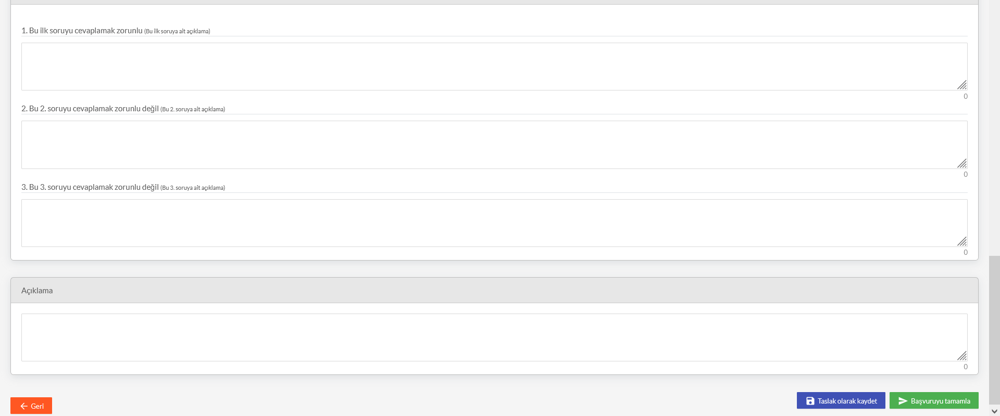 1. Bu ilk soruyu cevaplamak zorunlu (Bu ilk soruya ait açıklama)
0
2. Bu 2. soruyu cevaplamak zorunlu değil (Bu 2. soruya ait açıklama)
0
3. Bu 3. soruyu cevaplamak zorunlu değil (Bu 3. soruya ait açıklama)
0
Açıklama
0
Geri
Taslak olarak kaydet
Başvuruyu tamamla